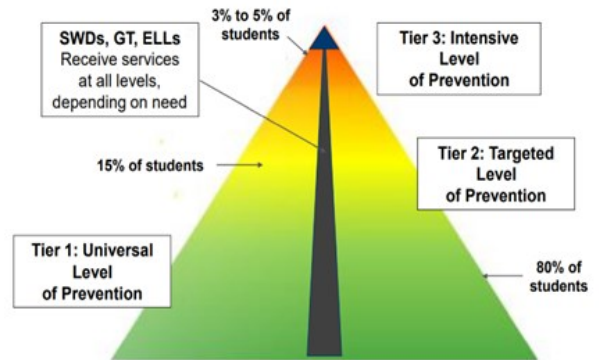 3% to 5% of
students
SWDs, GT, ELLs
Receive services
at all levels,
depending on need
Tier 3: Intensive
Level
of Prevention
15% of students
Tier 2: Targeted
Level
of Prevention
Tier 1: Universal
Level
of Prevention
80% of
students